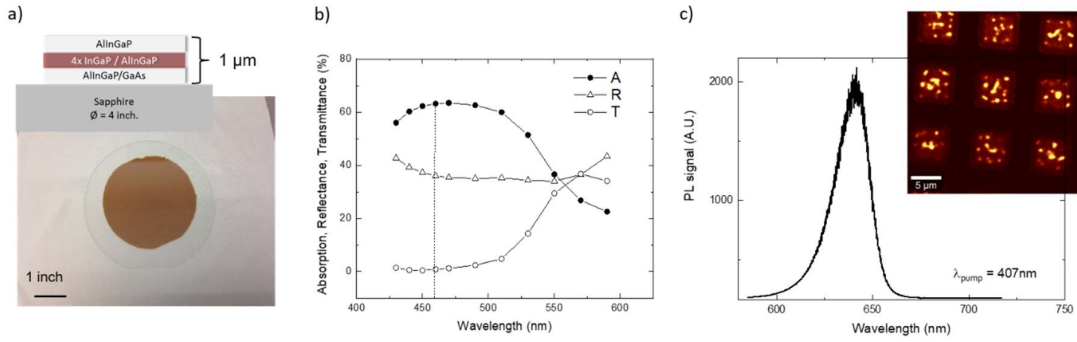 a)
AlInGaP
4x InGaP / AlInGaP
AlInGaP/GaAs
1 µm
Sapphire
Ø = 4 inch.
1 inch
b)
Absorption, Reflectance, Transmittance (%)
80
60
40
20
0
A
R
T
400
450
500
550
600
Wavelength (nm)
c)
PL signal (A.U.)
2000
1000
5 µm
λpump = 407nm
600
650
700
750
Wavelength (nm)